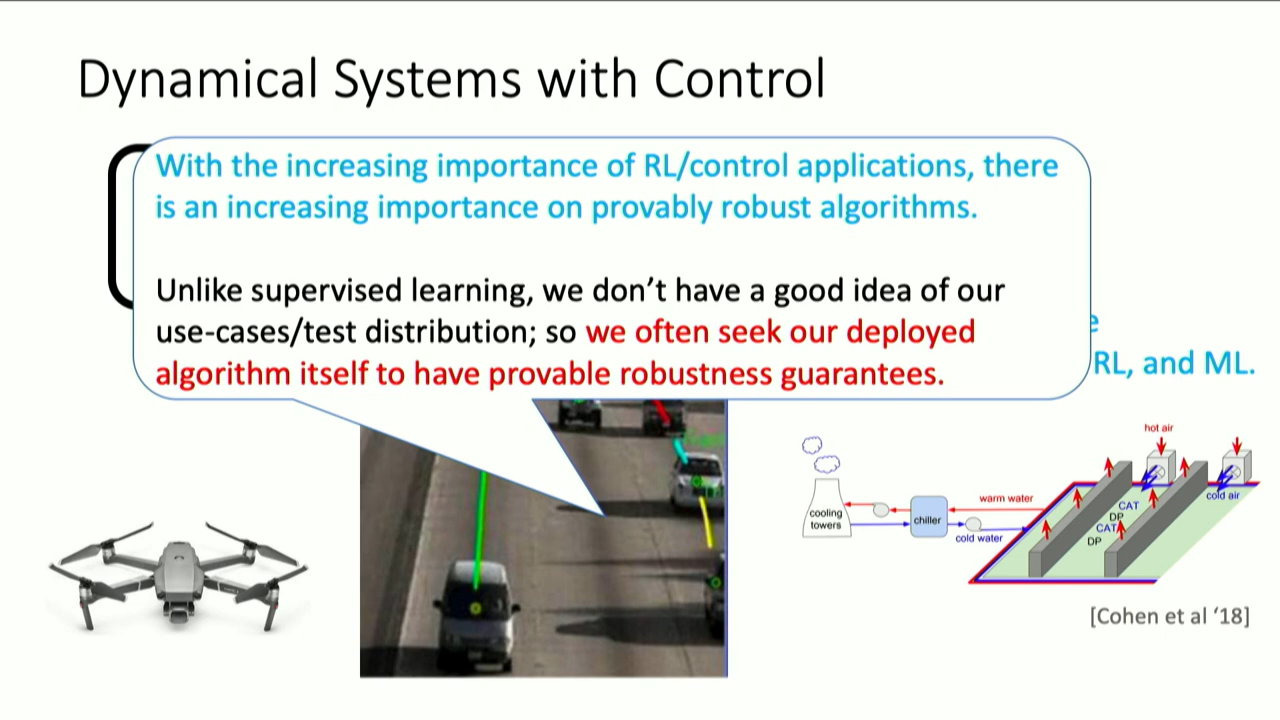 Dynamical Systems with Control
With the increasing importance of RL/control applications, there
is an increasing importance on provably robust algorithms.
Unlike supervised learning, we don’t have a good idea of our
use-cases/test distribution; so we often seek our deployed
algorithm itself to have provable robustness guarantees.
RL, and ML.
hot air
cold air
warm water
cooling
towers
chiller
cold water
CAT
DP
CAT
DP
[Cohen et al ‘18]